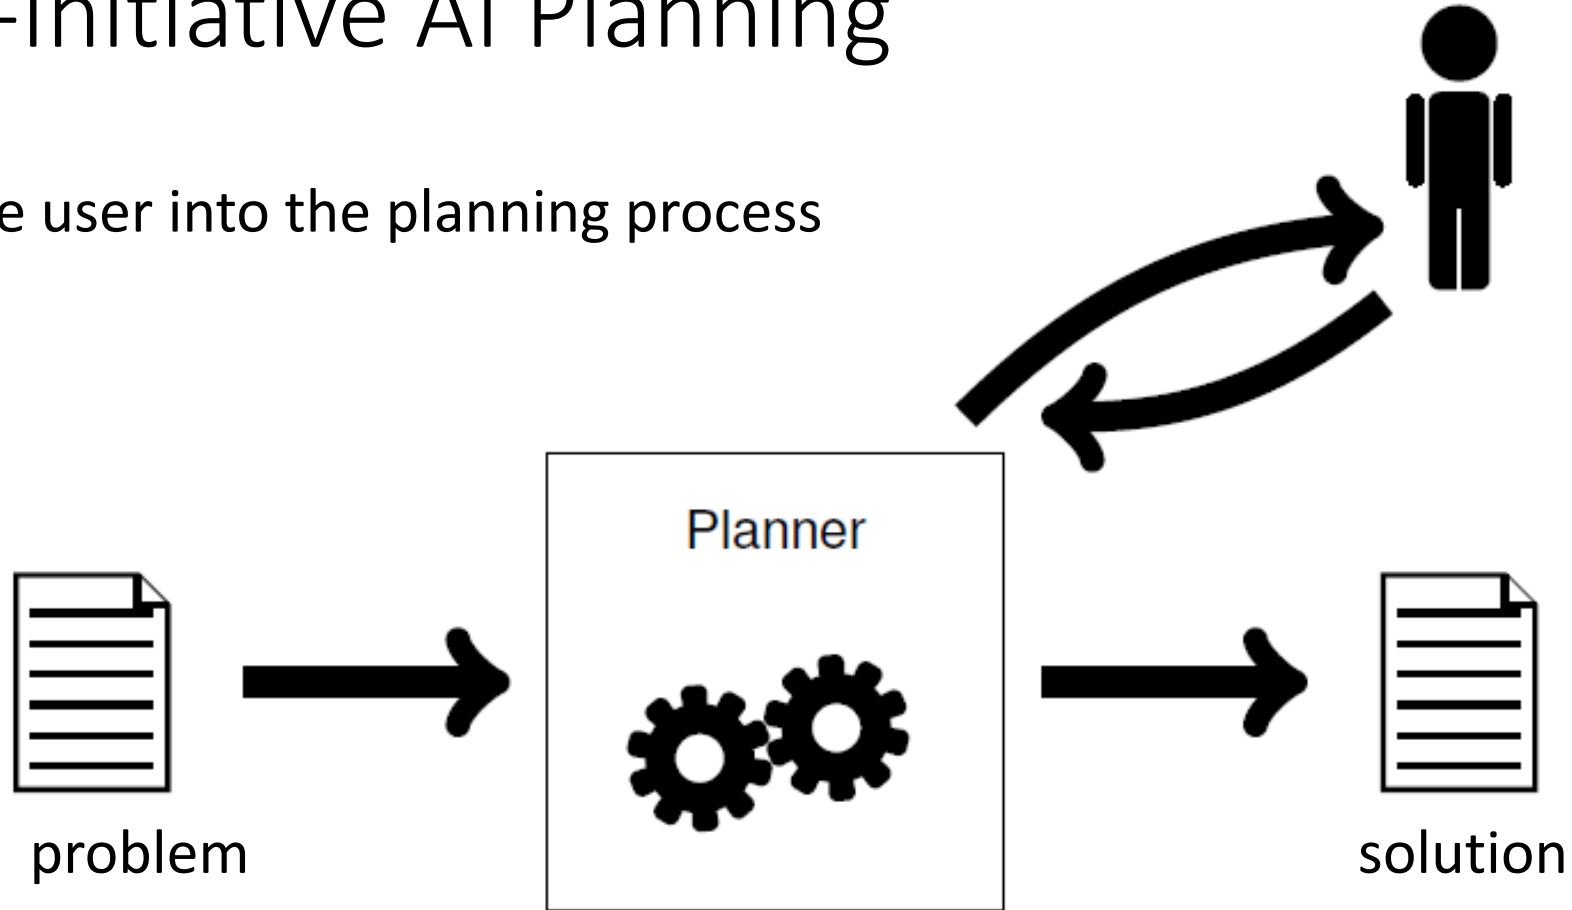 -Initiative AI Planning
e user into the planning process
Planner
problem
solution